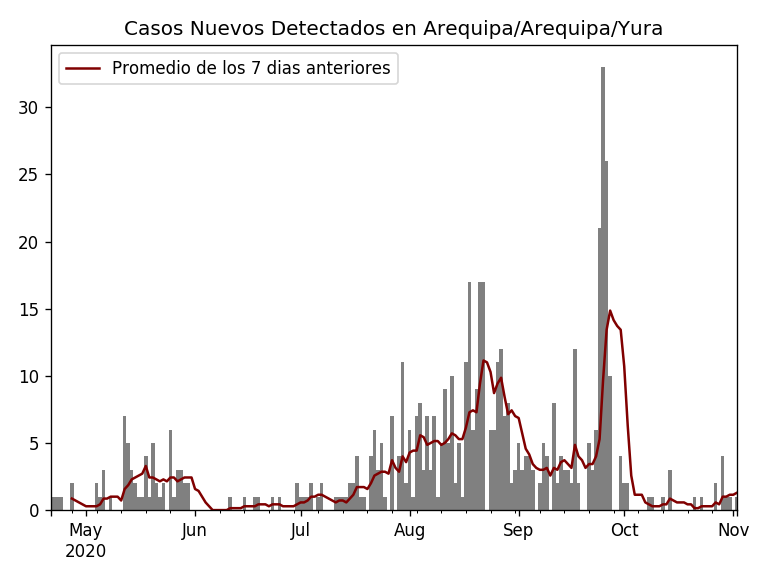 Casos Nuevos Detectados en Arequipa/Arequipa/Yura
Promedio de los 7 dias anteriores
30
25
20
15
10
5
0
May Jun Jul Aug Sep Oct Nov
2020